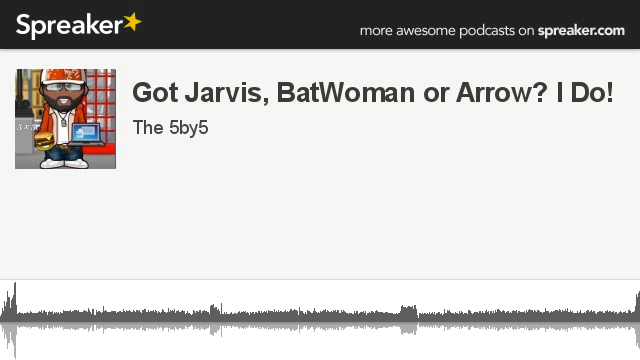 Spreaker
more awesome podcasts on spreaker.com
Got Jarvis, BatWoman or Arrow? I Do!
The 5by5